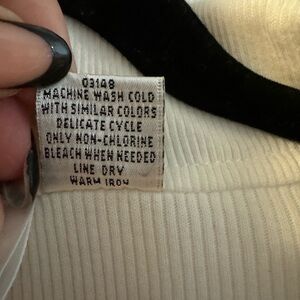 03148
MACHINE WASH COLD
WITH SIMILAR COLORS
DELICATE CYCLE
ONLY NON-CHLORINE
BLEACH WHEN NEEDED
LINE DRY
WARM IRON